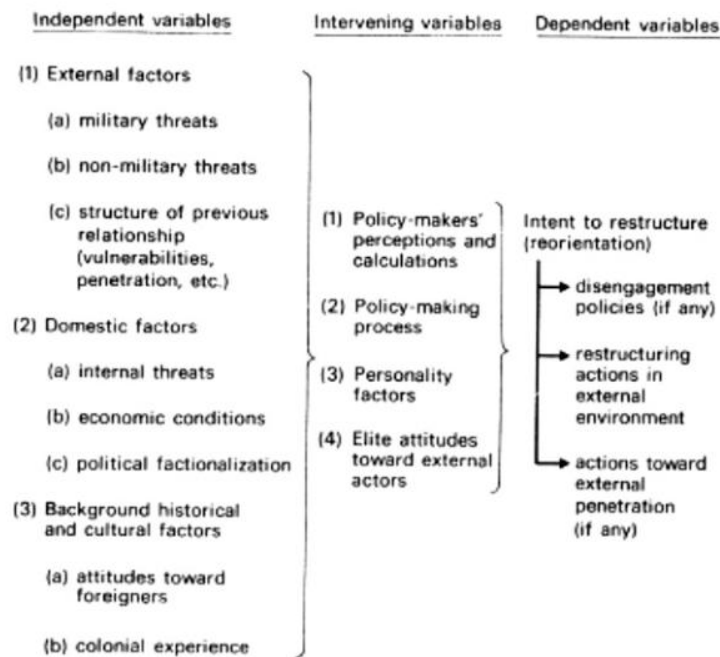 Independent variables
(1) External factors
(a) military threats
(b) non-military threats
(c) structure of previous
relationship
(vulnerabilities,
penetration, etc.)
(2) Domestic factors
(a) internal threats
(b) economic conditions
(c) political factionalization
(3) Background historical
and cultural factors
(a) attitudes toward
foreigners
(b) colonial experience
Intervening variables
(1) Policy-makers'
perceptions and
calculations
(2) Policy-making
process
(3) Personality
factors
(4) Elite attitudes
toward external
actors
Dependent variables
Intent to restructure
(reorientation)
disengagement
policies (if any)
restructuring
actions in
external
environment
actions toward
external
penetration
(if any)